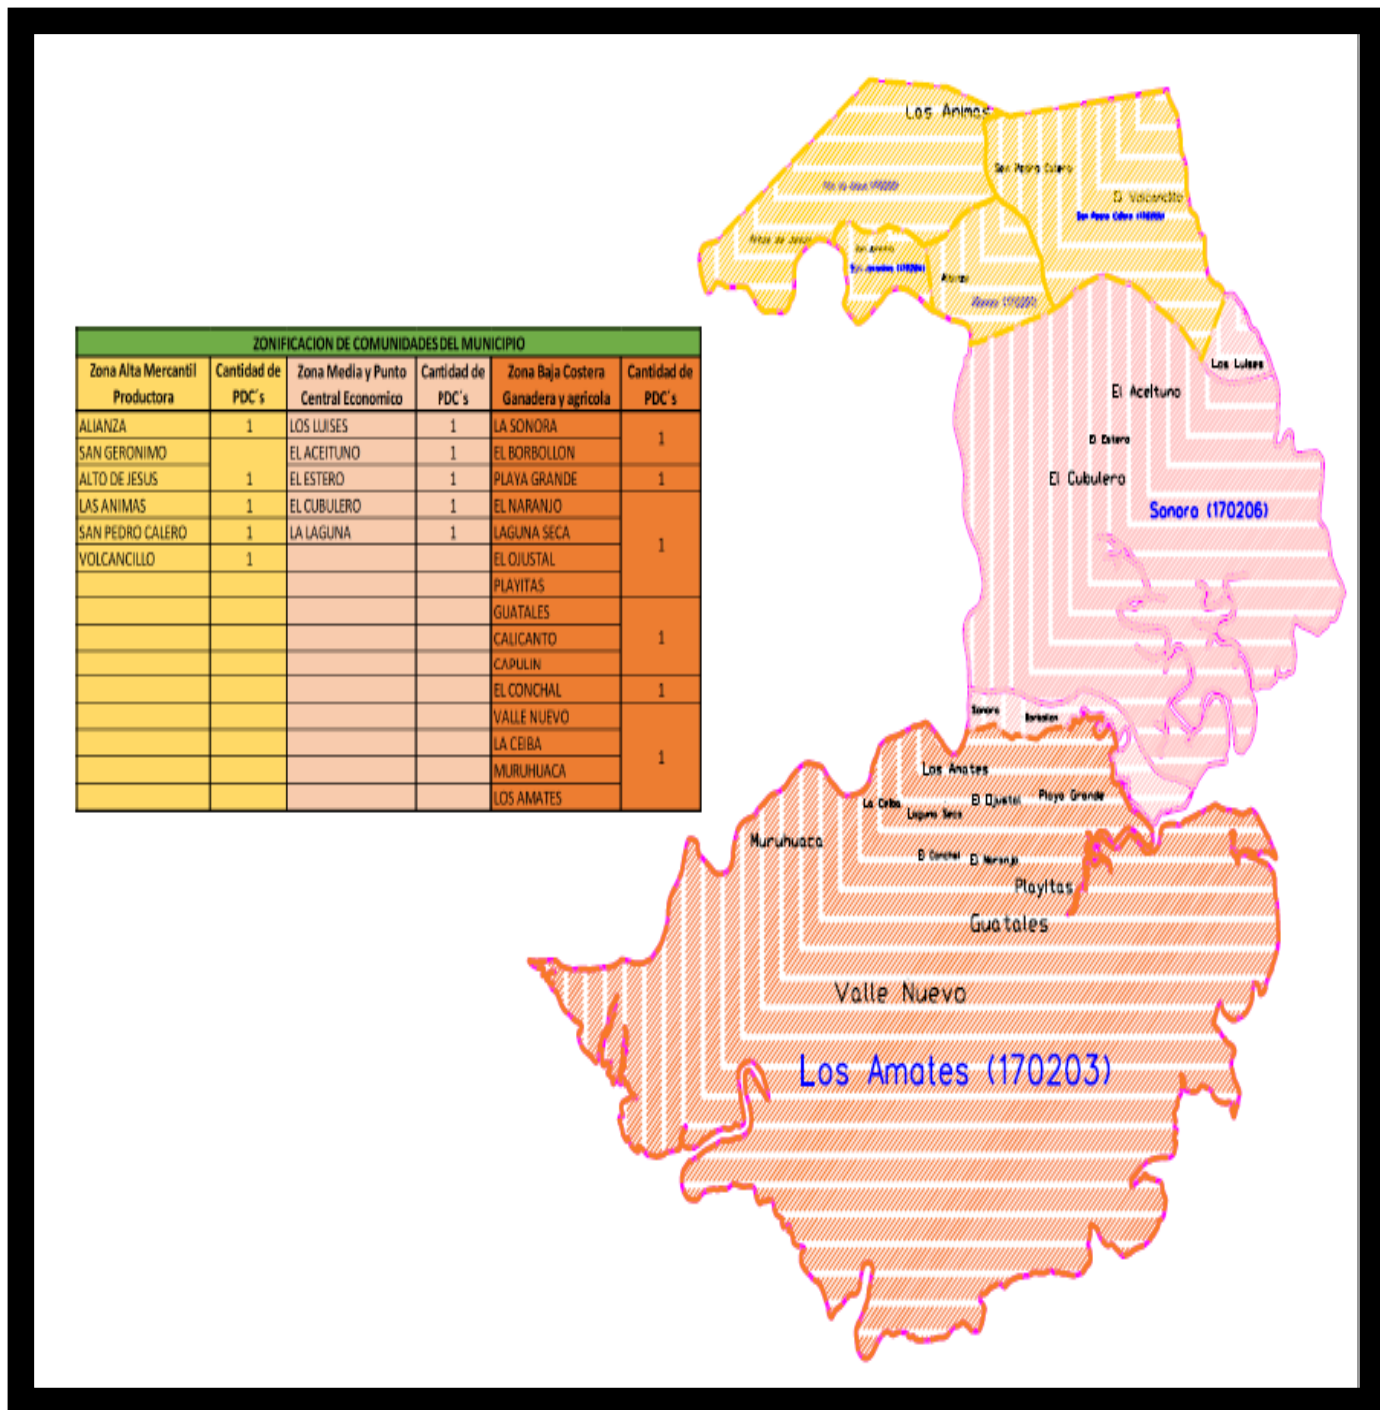 ZONIFICACION DE COMUNIDADES DEL MUNICIPIO
Zona Alta Mercantil Productora | Cantidad de PDC´s | Zona Media y Punto Central Economico | Cantidad de PDC´s | Zona Baja Costera Ganadera y agricola | Cantidad de PDC´s
ALIANZA 1 LOS LUISES 1 LA SONORA 1
SAN GERONIMO EL ACEITUNO 1 EL BORBOLLON
ALTO DE JESUS 1 EL ESTERO 1 PLAYA GRANDE 1
LAS ANIMAS 1 EL CUBULERO 1 EL NARANJO
SAN PEDRO CALERO 1 LA LAGUNA 1 LAGUNA SECA 1
VOLCANCILLO 1 EL OJUSTAL
PLAYITAS
GUATALES
CALICANTO 1
CAPULIN
EL CONCHAL 1
VALLE NUEVO
LA CEIBA
MURUHUACA 1
LOS AMATES
Las Animas
San Pedro Calero
El Volcancito
San Pedro Calero
Alianza
Los Luises
El Aceituno
El Estero
El Cubulero
Sonora (170206)
Sonora
Los Amates
La Ceiba
El Ojustal
Playa Grande
Laguna Seca
Muruhuaca
El Conchal
El Naranjo
Playitas
Guatales
Valle Nuevo
Los Amates (170203)